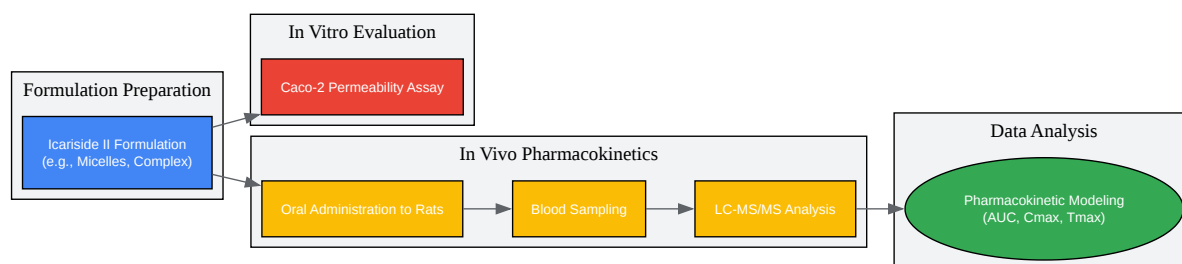 Formulation Preparation
Icariside II Formulation
(e.g., Micelles, Complex)
In Vitro Evaluation
Caco-2 Permeability Assay
In Vivo Pharmacokinetics
Oral Administration to Rats
Blood Sampling
LC-MS/MS Analysis
Data Analysis
Pharmacokinetic Modeling
(AUC, Cmax, Tmax)